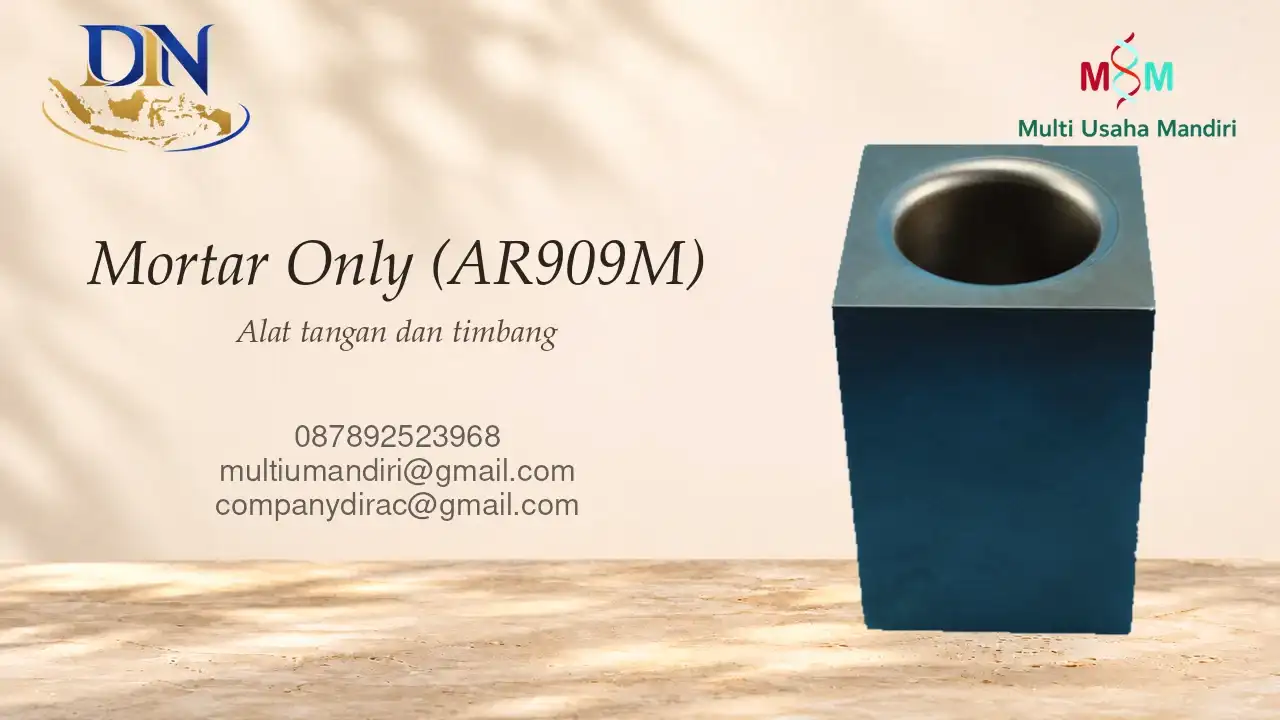 DN
M M
Multi Usaha Mandiri
Mortar Only (AR909M)
Alat tangan dan timbang
087892523968
multiumandiri@gmail.com
companydirac@gmail.com